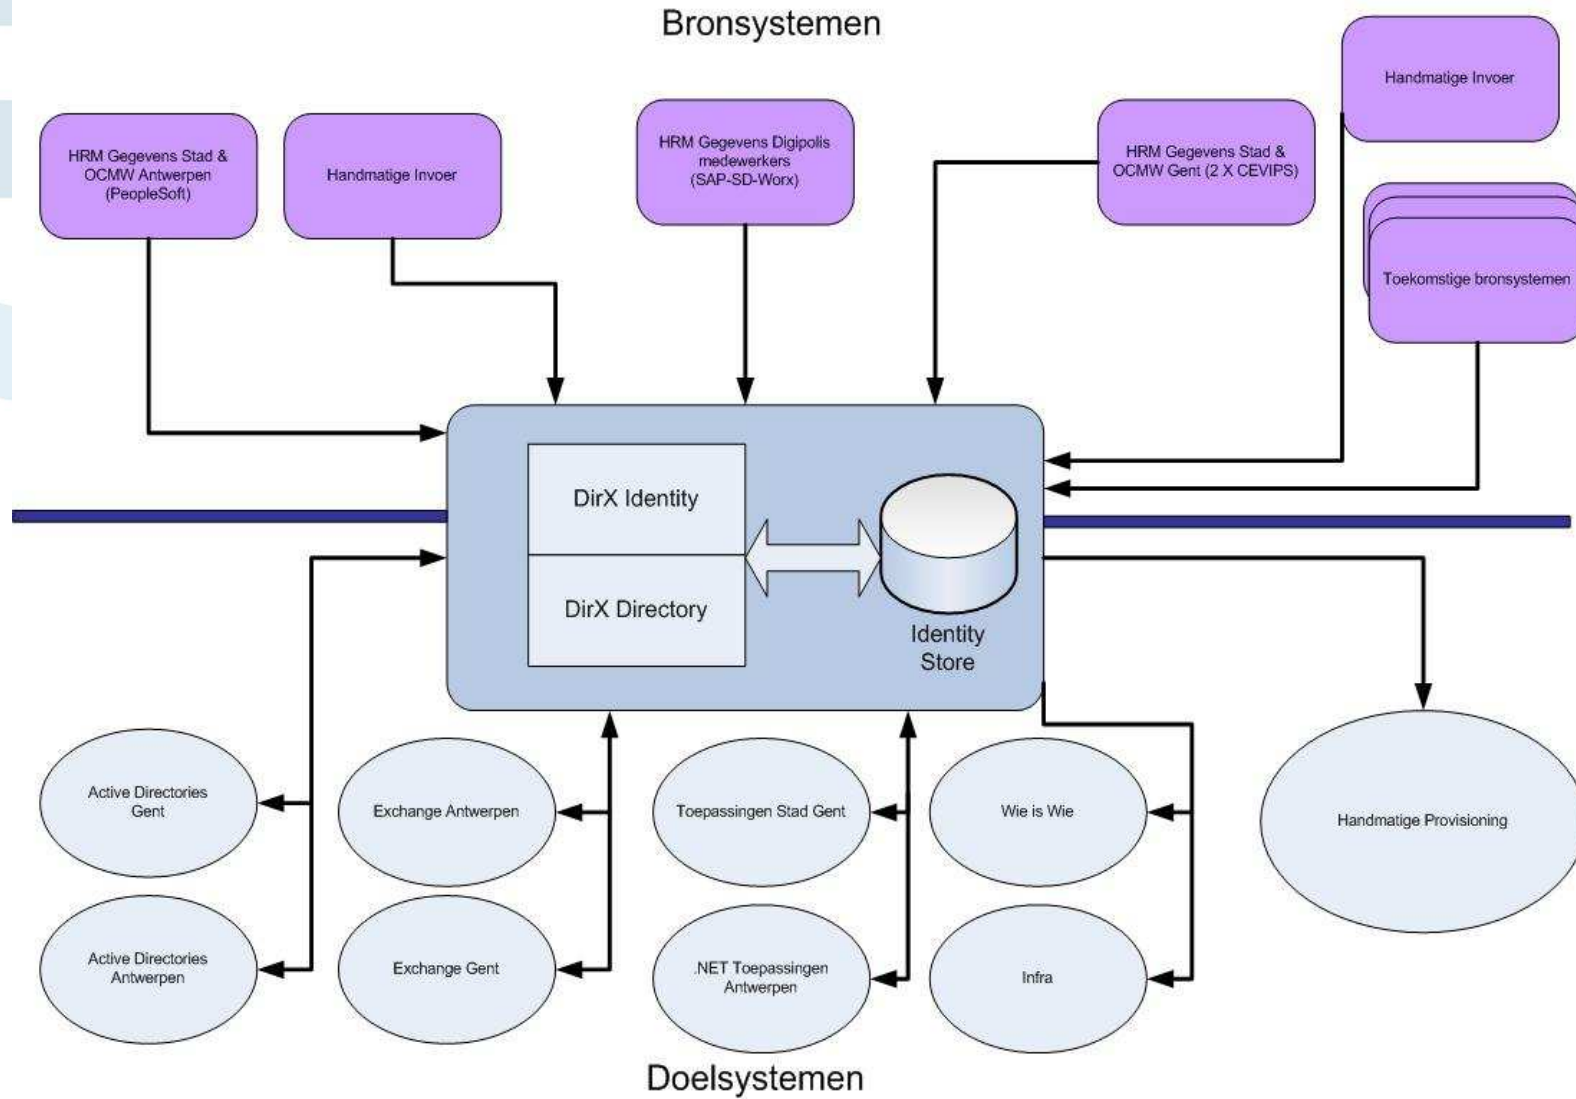 Bronsystemen
HRM Gegevens Stad &
OCMW Antwerpen
(PeopleSoft)
Handmatige Invoer
HRM Gegevens Digipolis
medewerkers
(SAP-SD-Worx)
HRM Gegevens Stad &
OCMW Gent (2 X CEVIPS)
Handmatige Invoer
Toekomstige bronsystemen
DirX Identity
DirX Directory
Identity
Store
Active Directories
Gent
Exchange Antwerpen
Toepassingen Stad Gent
Wie is Wie
Handmatige Provisioning
Active Directories
Antwerpen
Exchange Gent
.NET Toepassingen
Antwerpen
Infra
Doelsystemen